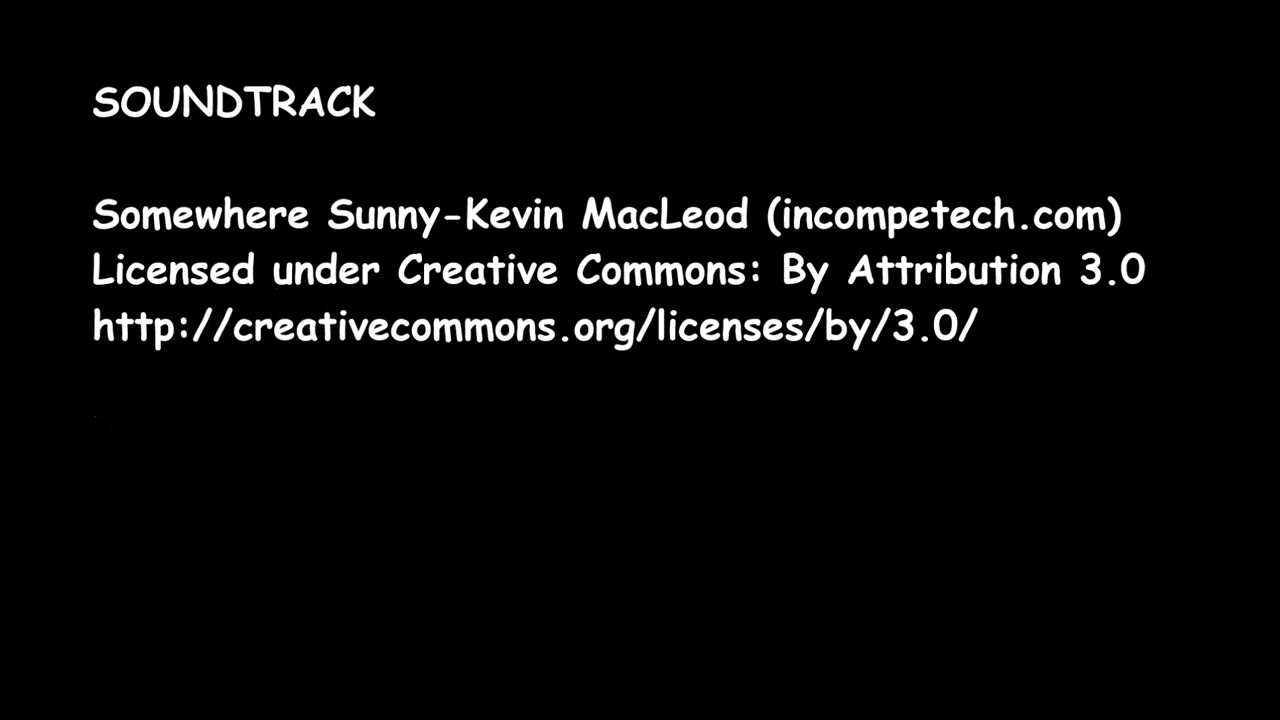 SOUNDTRACK
Somewhere Sunny-Kevin MacLeod (incompetech.com)
Licensed under Creative Commons: By Attribution 3.0
http://creativecommons.org/licenses/by/3.0/